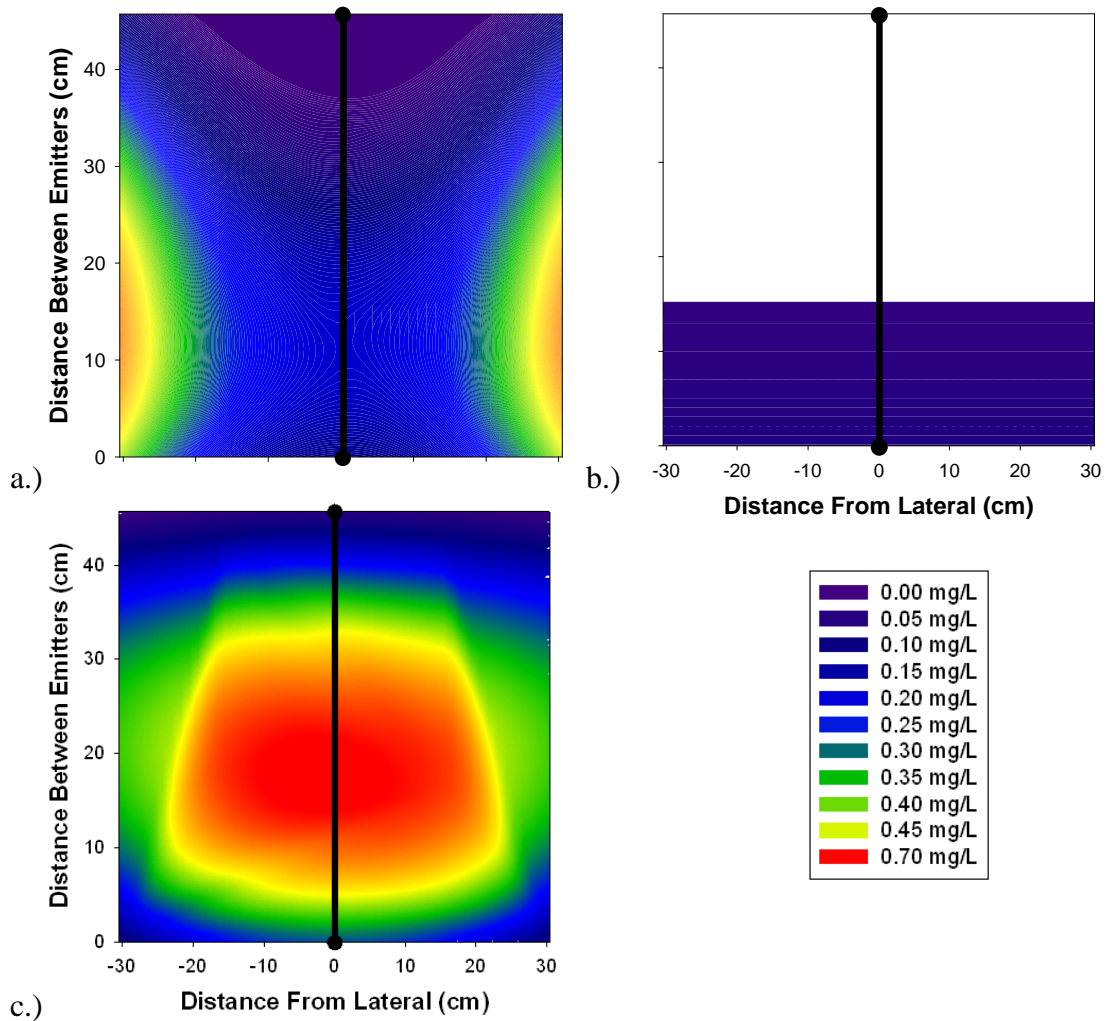 Distance Between Emitters (cm)
40
30
20
10
0
a.)
b.)
-30 -20 -10 0 10 20 30
Distance From Lateral (cm)
Distance Between Emitters (cm)
40
30
20
10
0
-30 -20 -10 0 10 20 30
Distance From Lateral (cm)
c.)
0.00 mg/L
0.05 mg/L
0.10 mg/L
0.15 mg/L
0.20 mg/L
0.25 mg/L
0.30 mg/L
0.35 mg/L
0.40 mg/L
0.45 mg/L
0.70 mg/L